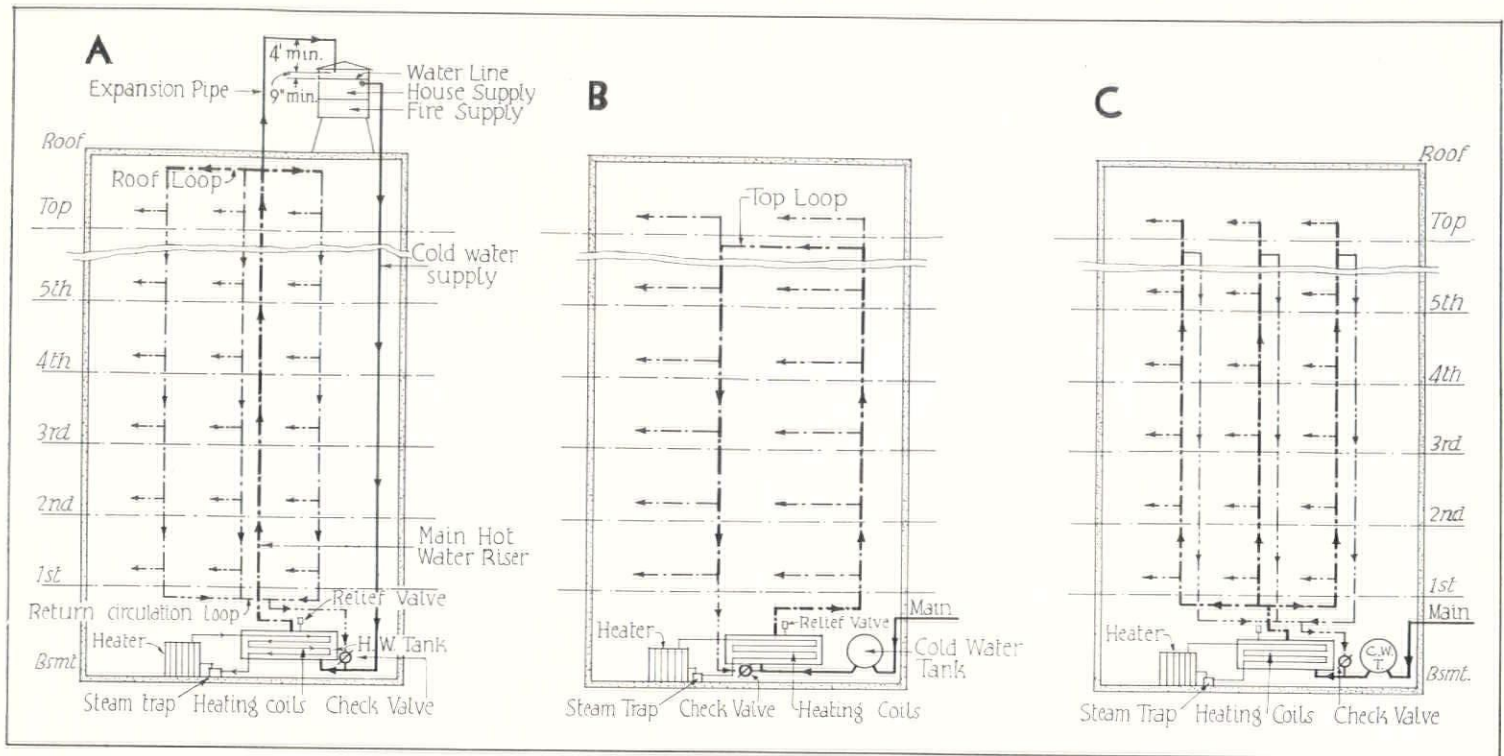 A
4' min.
9" min.
Expansion Pipe
Water Line
House Supply
Fire Supply
Roof
Roof Loop
Top
Cold water
supply
5th
4th
3rd
2nd
Main Hot
Water Riser
1st
Return circulation Loop
Relief Valve
Heater
H.W. Tank
Bsmt.
Steam trap
Heating coils
Check Valve
B
Top Loop
Main
Relief Valve
Heater
Cold Water
Tank
Steam Trap
Check Valve
Heating Coils
C
Roof
Top
5th
4th
3rd
2nd
1st
Main
Heater
C.W.
T.
Bsmt.
Steam Trap
Heating Coils
Check Valve